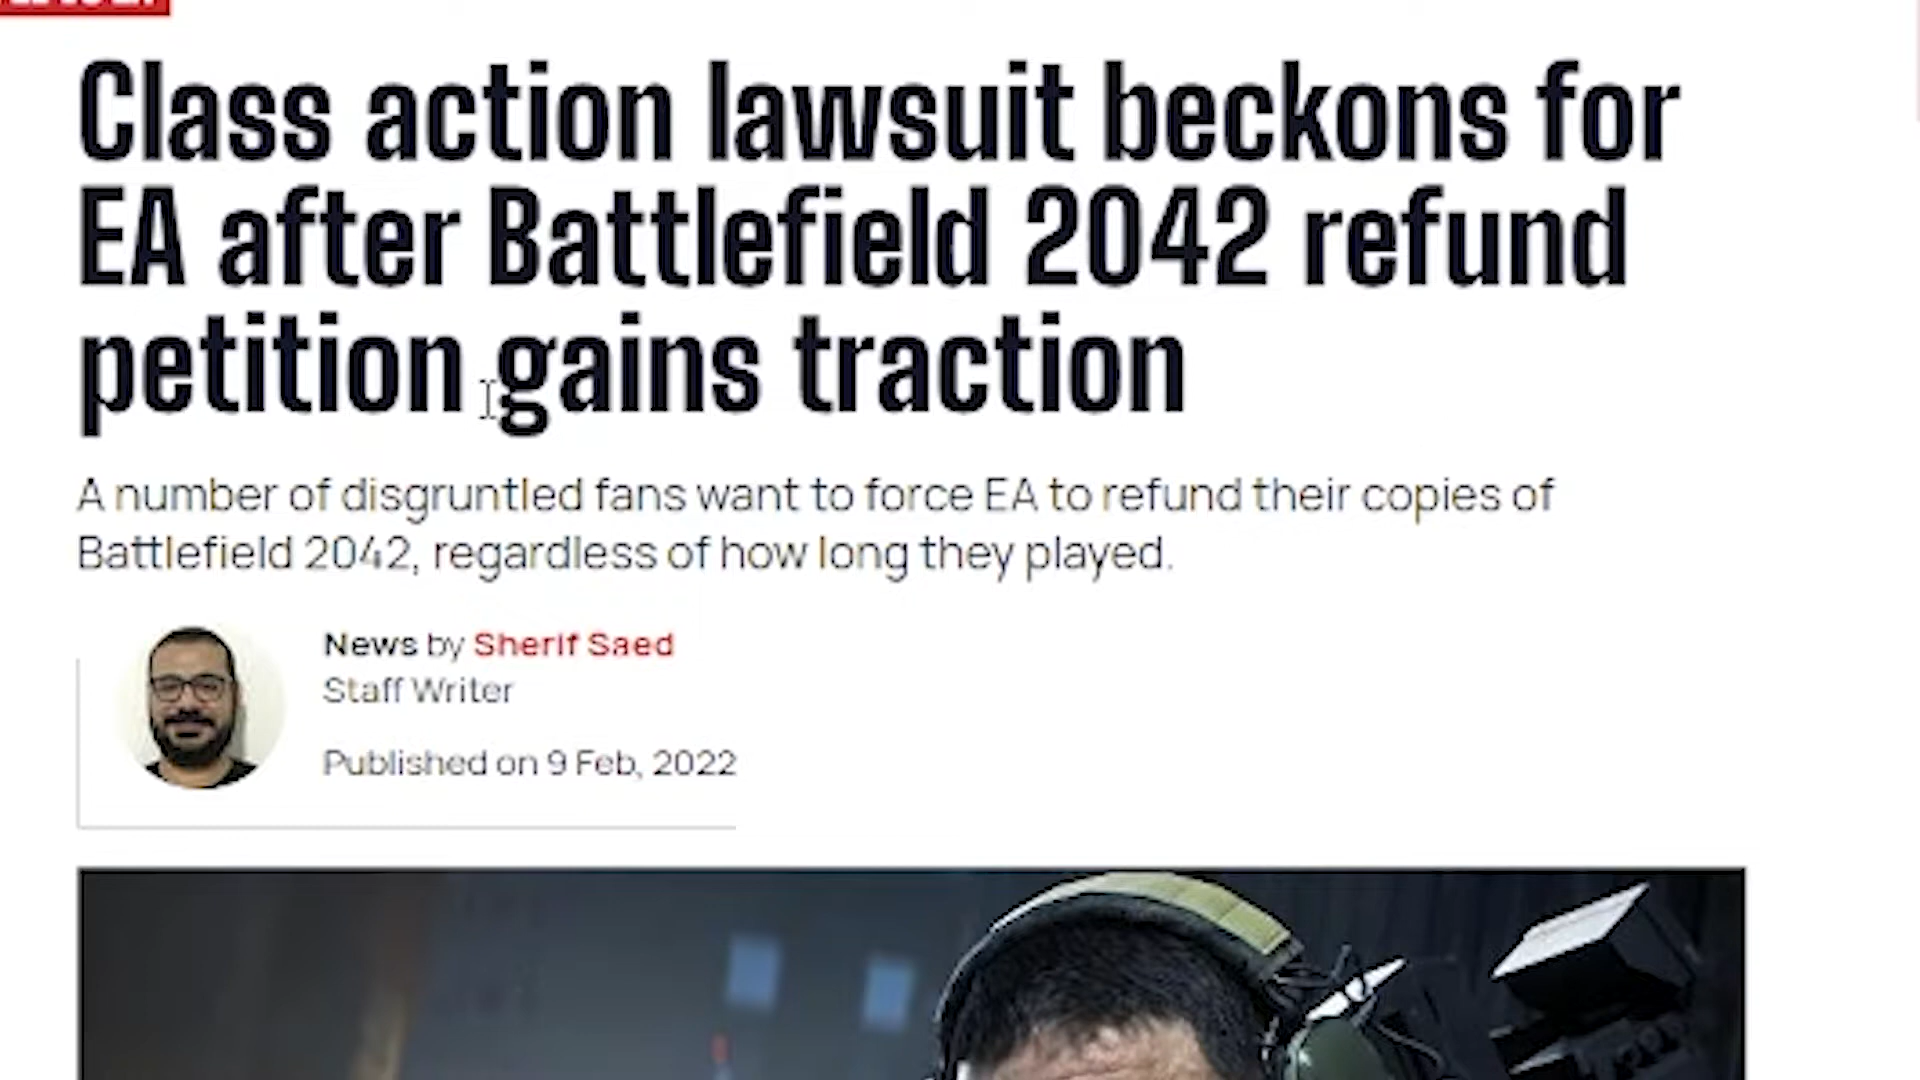 Class action lawsuit beckons for
EA after Battlefield 2042 refund
petition gains traction
A number of disgruntled fans want to force EA to refund their copies of
Battlefield 2042, regardless of how long they played.
News by Sherif Saed
Staff Writer
Published on 9 Feb, 2022